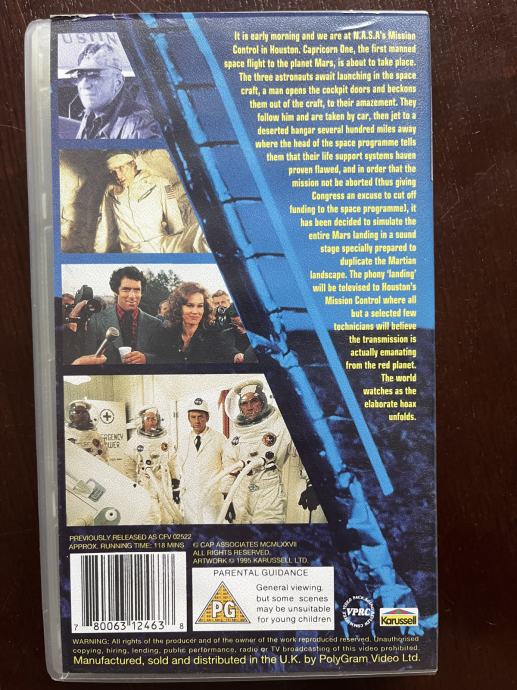 USTIN
It is early morning and we are at N.A.S.A's Mission
Control in Houston. Capricorn One, the first manned
space flight to the planet Mars, is about to take place.
The three astronauts await launching in the space
craft, a man opens the cockpit doors and beckons
them out of the craft, to their amazement. They
follow him and are taken by car, then jet to a
deserted hangar several hundred miles away
where the head of the space programme tells
them that their life support systems haven
proven flawed, and in order that the
mission not be aborted (thus giving
Congress an excuse to cut off
funding to the space programme), it
has been decided to simulate the
entire Mars landing in a sound
stage specially prepared to
duplicate the Martian
landscape. The phony 'landing'
will be televised to Houston's
Mission Control where all
but a selected few
technicians will believe
the transmission is
actually emanating
from the red planet.
The world
watches as the
elaborate hoax
unfolds.
PREVIOUSLY RELEASED AS CFV 02522
APPROX. RUNNING TIME: 118 MINS
© CAP ASSOCIATES MCMLXXVII
ALL RIGHTS RESERVED.
ARTWORK © 1995 KARUSSELL LTD.
7 80063 12463 8
PARENTAL GUIDANCE
PG
General viewing,
but some scenes
may be unsuitable
for young children
VPRC
Karussell
WARNING: All rights of the producer and of the owner of the work reproduced reserved. Unauthorised
copying, hiring, lending, public performance, radio or TV broadcasting of this video prohibited.
Manufactured, sold and distributed in the U.K. by PolyGram Video Ltd.